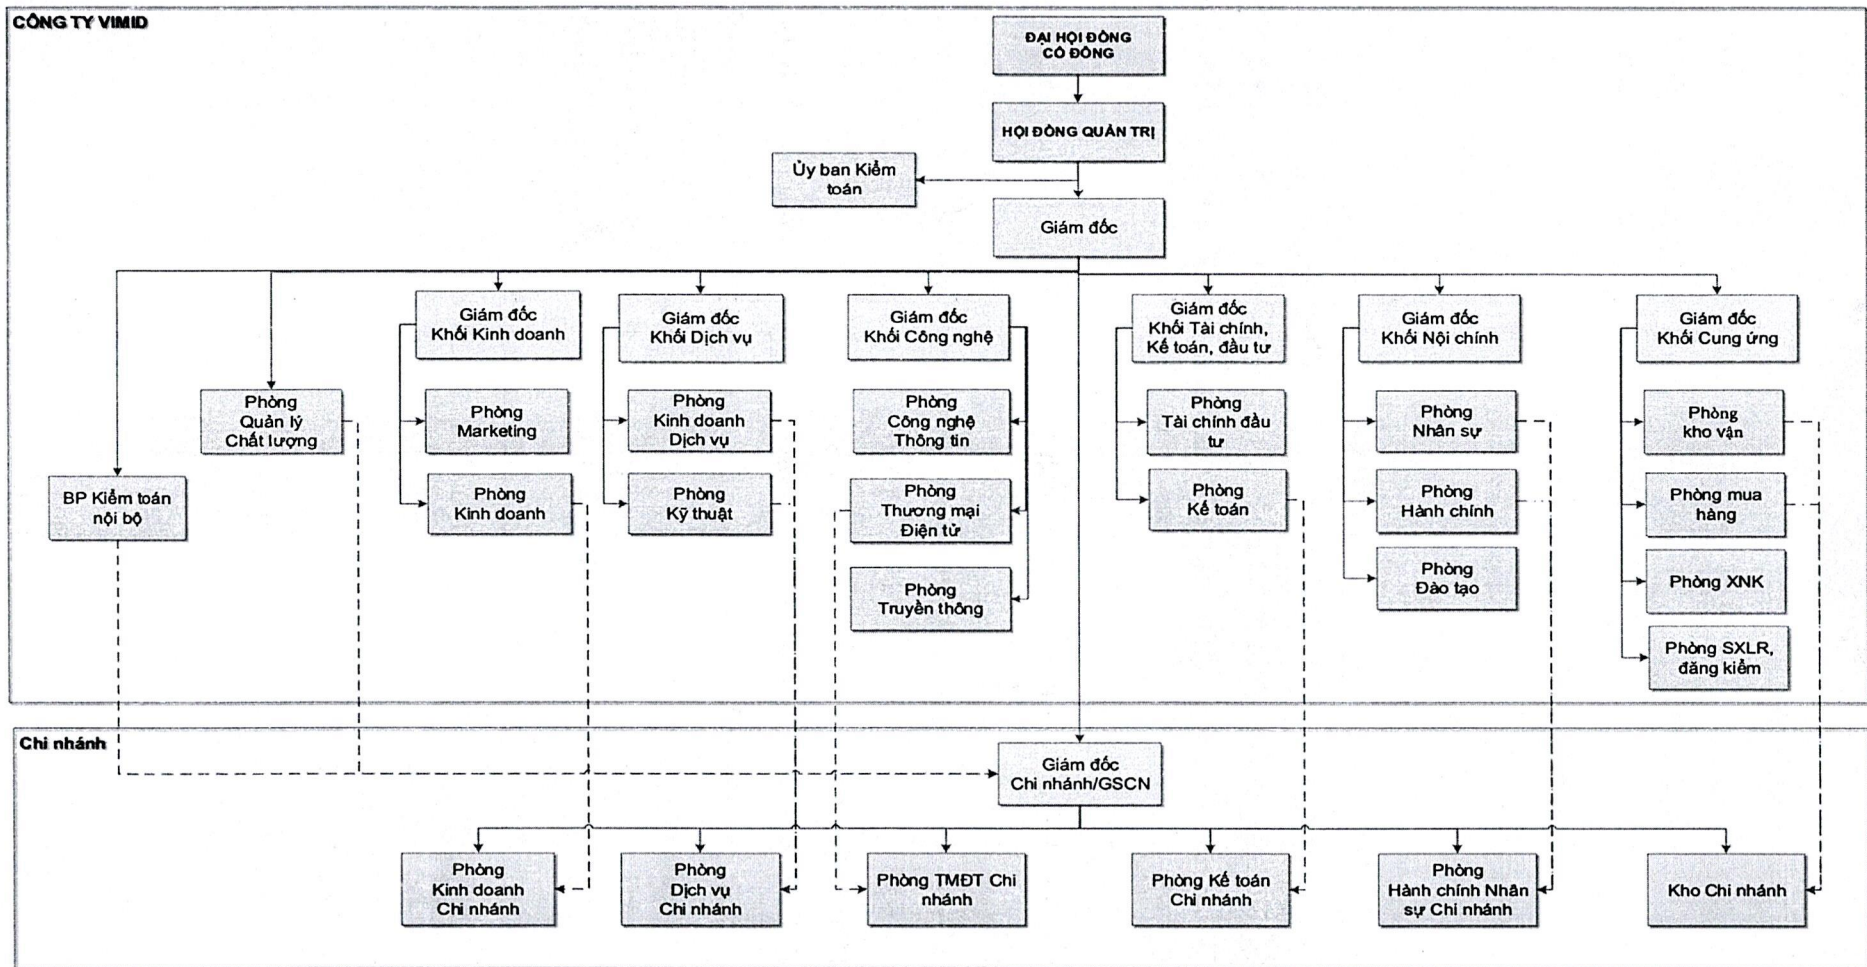 CÔNG TY VIMID
ĐẠI HỘI ĐỒNG
CỔ ĐÔNG
HỘI ĐỒNG QUẢN TRỊ
Ủy ban Kiểm
toán
Giám đốc
Giám đốc
Khối Kinh doanh
Giám đốc
Khối Dịch vụ
Giám đốc
Khối Công nghệ
Giám đốc
Khối Tài chính,
Kế toán, đầu tư
Giám đốc
Khối Nội chính
Giám đốc
Khối Cung ứng
Phòng
Quản lý
Chất lượng
Phòng
Marketing
Phòng
Kinh doanh
Dịch vụ
Phòng
Công nghệ
Thông tin
Phòng
Tài chính đầu
tư
Phòng
Nhân sự
Phòng
kho vận
BP Kiểm toán
nội bộ
Phòng
Kinh doanh
Phòng
Kỹ thuật
Phòng
Thương mại
Điện tử
Phòng
Kế toán
Phòng
Hành chính
Phòng mua
hàng
Phòng
Truyền thông
Phòng
Đào tạo
Phòng XNK
Phòng SXLR,
đăng kiểm
Chi nhánh
Giám đốc
Chi nhánh/GSCN
Phòng
Kinh doanh
Chi nhánh
Phòng
Dịch vụ
Chi nhánh
Phòng TMĐT Chi
nhánh
Phòng Kế toán
Chi nhánh
Phòng
Hành chính Nhân
sự Chi nhánh
Kho Chi nhánh